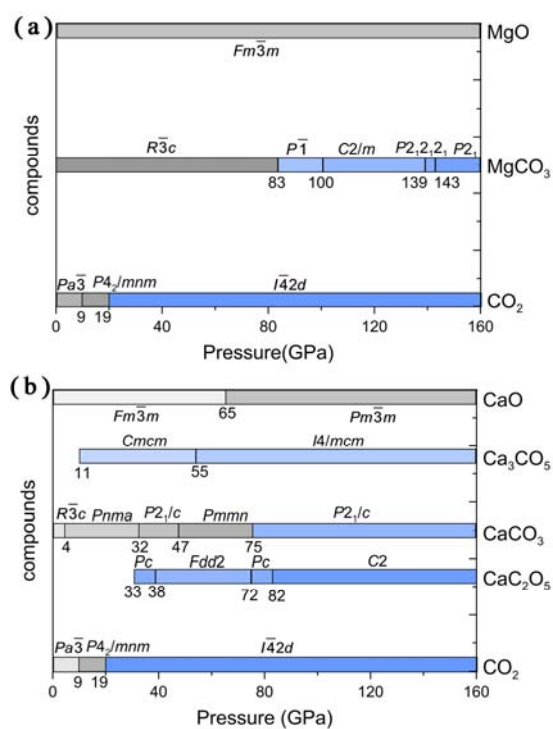 (a)
MgO
Fm3̅m
R3̅c P1̅ C2/m P2₁2₁2₁ P2₁
MgCO₃
83 100 139 143
Pa3̅ P4₂/mnm I4̅2d
CO₂
0 9 19 40 80 120 160
Pressure(GPa)
compounds
(b)
CaO
Fm3̅m 65 Pm3̅m
Cmcm I4/mcm
Ca₃CO₅
11 55
R3̅c Pnma P2₁/c Pmmn P2₁/c
CaCO₃
4 32 47 75
Pc Fdd2 Pc C2
CaC₂O₅
33 38 72 82
Pa3̅ P4₂/mnm I4̅2d
CO₂
9 19
0 40 80 120 160
Pressure (GPa)
compounds